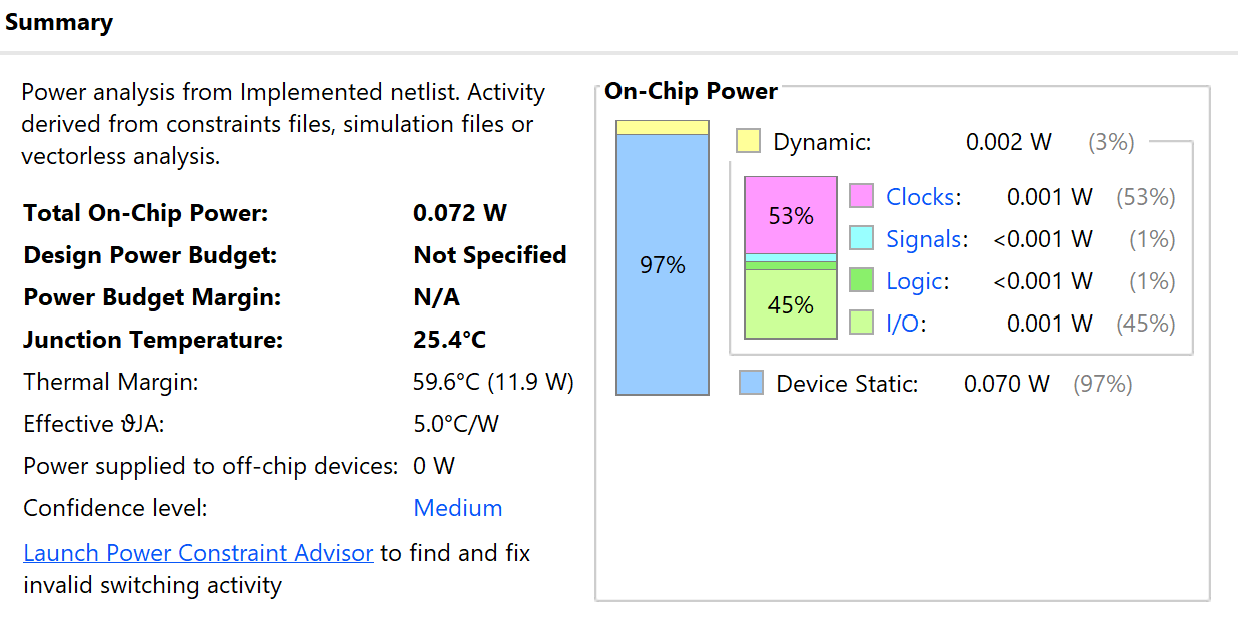 Summary
Power analysis from Implemented netlist. Activity
derived from constraints files, simulation files or
vectorless analysis.
Total On-Chip Power: 0.072 W
Design Power Budget: Not Specified
Power Budget Margin: N/A
Junction Temperature: 25.4°C
Thermal Margin: 59.6°C (11.9 W)
Effective ϑJA: 5.0°C/W
Power supplied to off-chip devices: 0 W
Confidence level: Medium
Launch Power Constraint Advisor to find and fix
invalid switching activity
On-Chip Power
97%
Dynamic: 0.002 W (3%)
53%
45%
Clocks: 0.001 W (53%)
Signals: <0.001 W (1%)
Logic: <0.001 W (1%)
I/O: 0.001 W (45%)
Device Static: 0.070 W (97%)